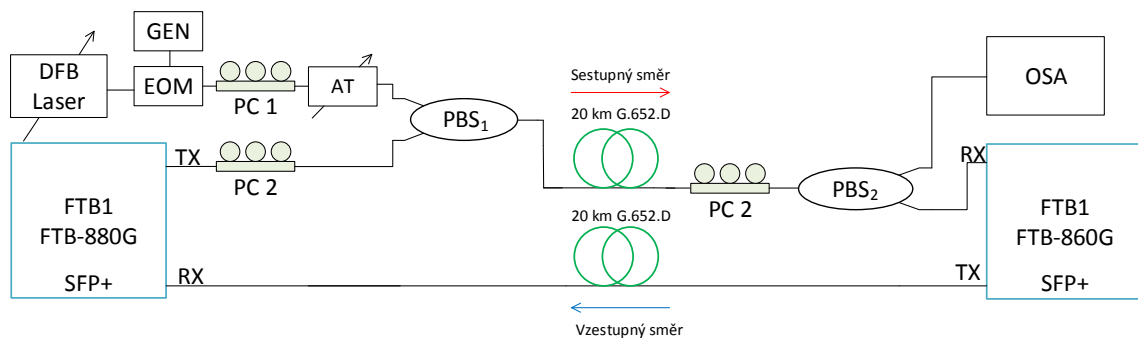 GEN
DFB
Laser
EOM
PC 1
AT
PBS1
Sestupný směr
20 km G.652.D
OSA
TX
PC 2
PC 2
PBS2
RX
FTB1
FTB-880G
SFP+
RX
20 km G.652.D
TX
FTB1
FTB-860G
SFP+
Vzestupný směr